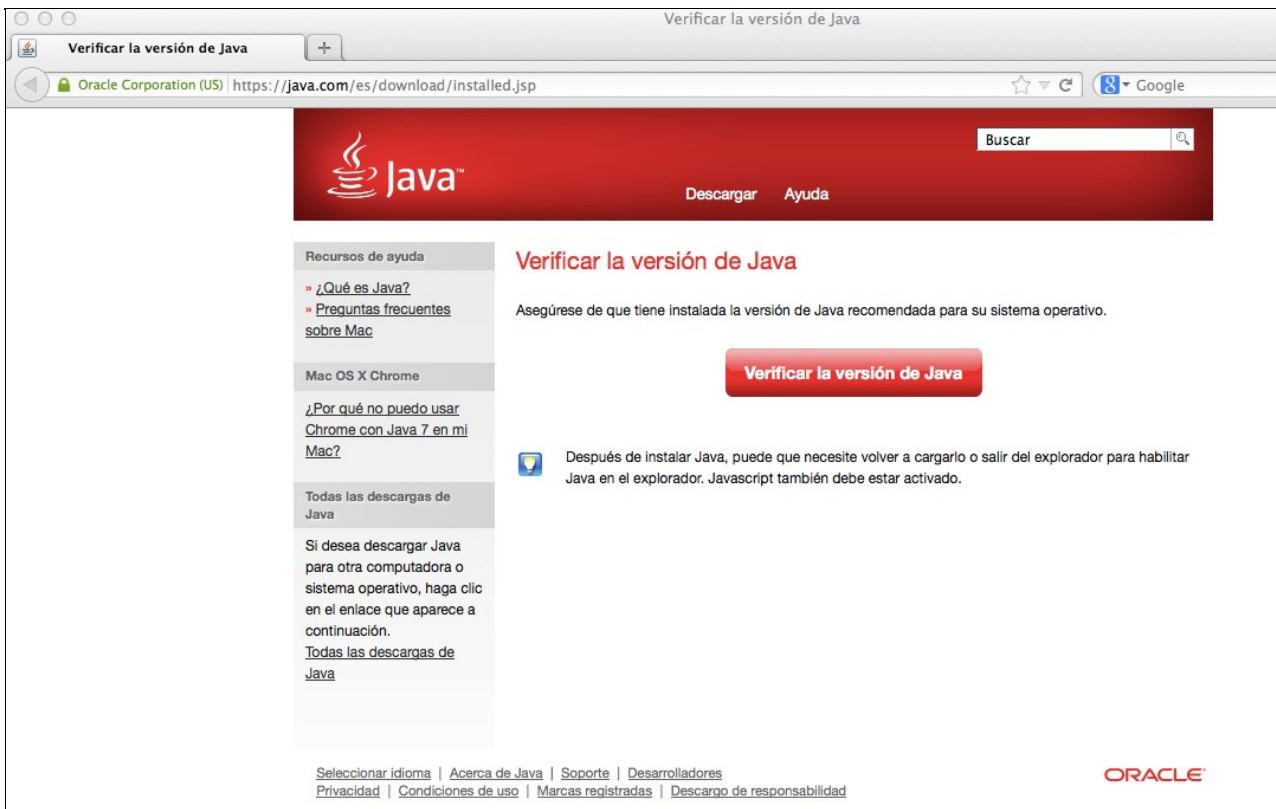 Verificar la versión de Java
Verificar la versión de Java
Oracle Corporation (US) https://java.com/es/download/installed.jsp
Google
Java™
Buscar
Descargar Ayuda
Recursos de ayuda
» ¿Qué es Java?
» Preguntas frecuentes
sobre Mac
Mac OS X Chrome
¿Por qué no puedo usar
Chrome con Java 7 en mi
Mac?
Todas las descargas de
Java
Si desea descargar Java
para otra computadora o
sistema operativo, haga clic
en el enlace que aparece a
continuación.
Todas las descargas de
Java
Verificar la versión de Java
Asegúrese de que tiene instalada la versión de Java recomendada para su sistema operativo.
Verificar la versión de Java
Después de instalar Java, puede que necesite volver a cargarlo o salir del explorador para habilitar
Java en el explorador. Javascript también debe estar activado.
Seleccionar idioma | Acerca de Java | Soporte | Desarrolladores
Privacidad | Condiciones de uso | Marcas registradas | Descargo de responsabilidad
ORACLE